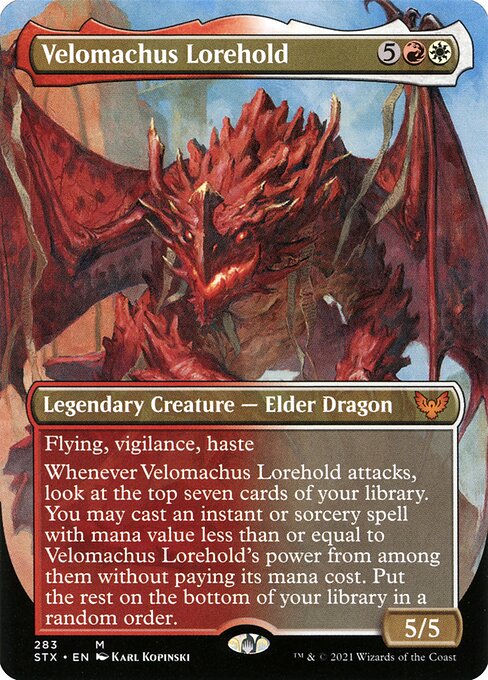 Velomachus Lorehold 5
Legendary Creature — Elder Dragon
Flying, vigilance, haste
Whenever Velomachus Lorehold attacks,
look at the top seven cards of your library.
You may cast an instant or sorcery spell
with mana value less than or equal to
Velomachus Lorehold's power from among
them without paying its mana cost. Put
the rest on the bottom of your library in a
random order.
5/5
283 M
STX • EN Karl Kopinski
™ & © 2021 Wizards of the Coast